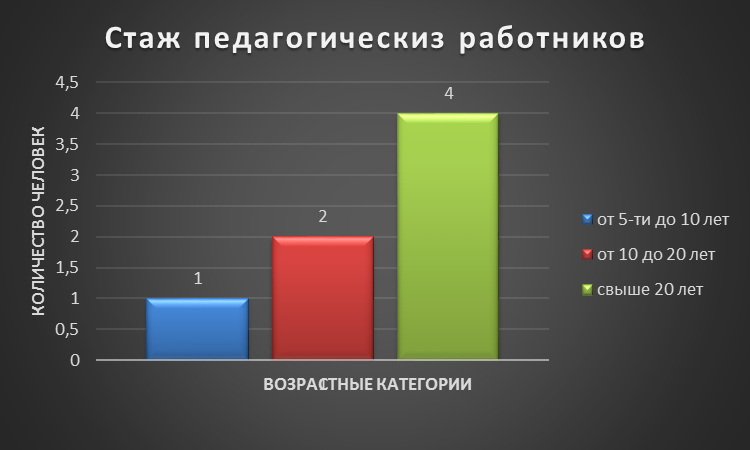 Стаж педагогическиз работников
КОЛИЧЕСТВО ЧЕЛОВЕК
4,5
4
3,5
3
2,5
2
1,5
1
0,5
0
1
2
4
1
ВОЗРАСТНЫЕ КАТЕГОРИИ
от 5-ти до 10 лет
от 10 до 20 лет
свыше 20 лет